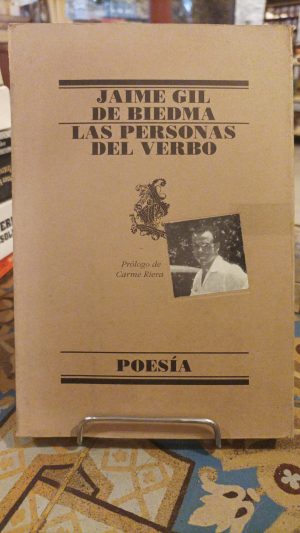 JAIME GIL
DE BIEDMA
LAS PERSONAS
DEL VERBO
Prólogo de
Carme Riera
POESÍA